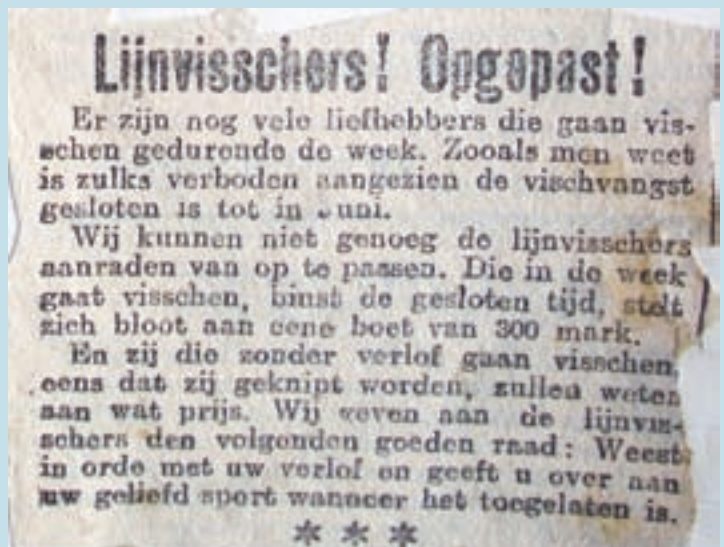 Lijnvisschers! Opgepast!
Er zijn nog vele liefhebbers die gaan vis-
schen gedurende de week. Zooals men weet
is zulks verboden aangezien de vischvangst
gesloten is tot in Juni.
Wij kunnen niet genoeg de lijnvisschers
aanraden van op te passen. Die in de week
gaat visschen, binst de gesloten tijd, stelt
zich bloot aan eene boet van 300 mark.
En zij die zonder verlof gaan visschen,
eens dat zij geknipt worden, zullen weten
aan wat prijs. Wij geven aan de lijnvis-
schers den volgenden goeden raad: Weest
in orde met uw verlof en geeft u over aan
uw geliefd sport wanneer het toegelaten is.
* * *